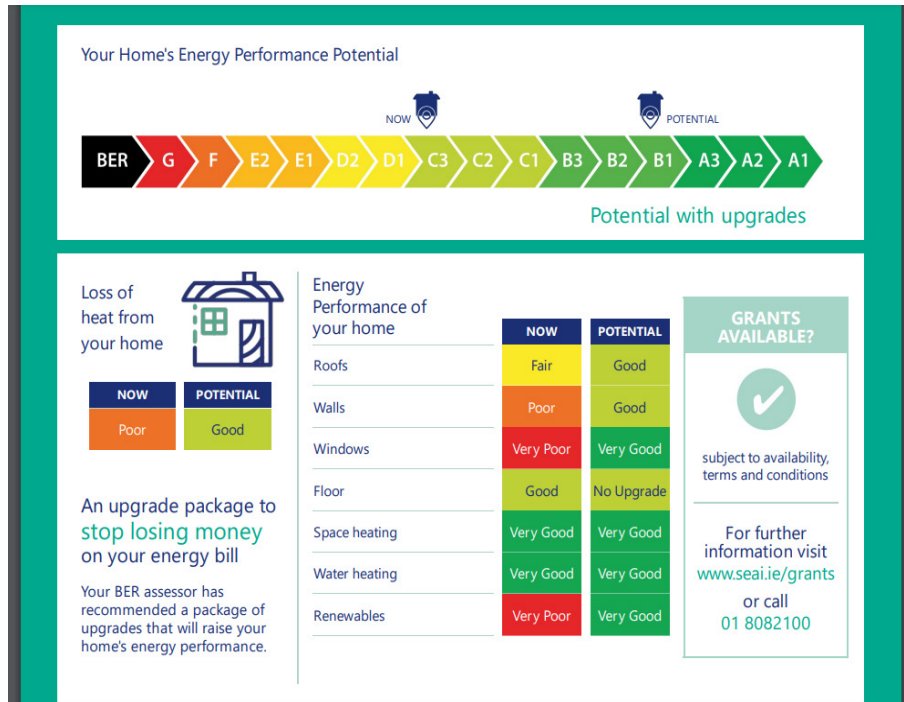 Your Home's Energy Performance Potential
NOW
POTENTIAL
BER G F E2 E1 D2 D1 C3 C2 C1 B3 B2 B1 A3 A2 A1
Potential with upgrades
Loss of
heat from
your home
NOW POTENTIAL
Poor Good
An upgrade package to
stop losing money
on your energy bill
Your BER assessor has
recommended a package of
upgrades that will raise your
home's energy performance.
Energy
Performance of
your home
NOW POTENTIAL
Roofs Fair Good
Walls Poor Good
Windows Very Poor Very Good
Floor Good No Upgrade
Space heating Very Good Very Good
Water heating Very Good Very Good
Renewables Very Poor Very Good
GRANTS
AVAILABLE?
subject to availability,
terms and conditions
For further
information visit
www.seai.ie/grants
or call
01 8082100